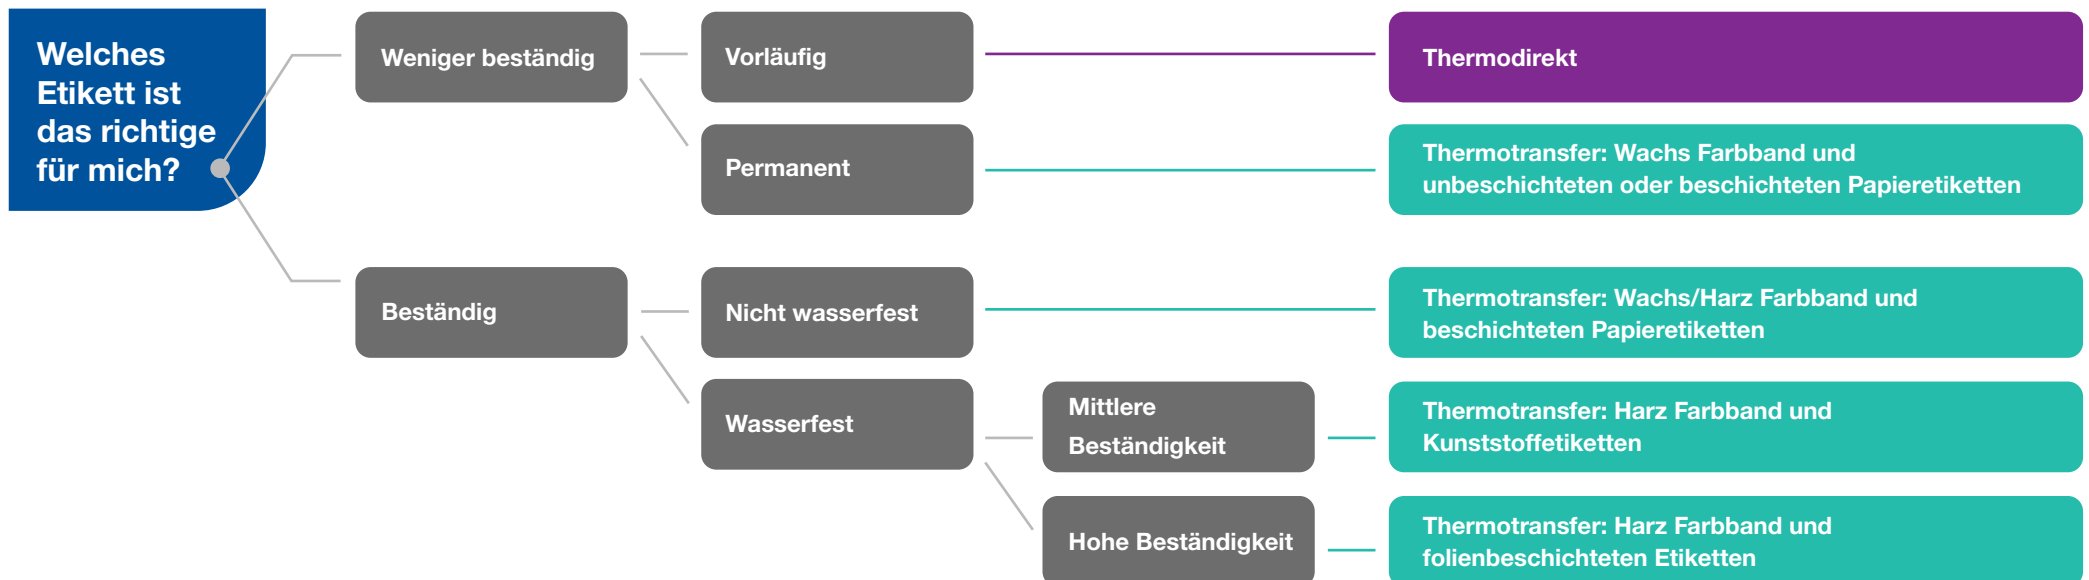 Welches
Etikett ist
das richtige
für mich?
Weniger beständig
Vorläufig
Thermodirekt
Permanent
Thermotransfer: Wachs Farbband und
unbeschichteten oder beschichteten Papieretiketten
Beständig
Nicht wasserfest
Thermotransfer: Wachs/Harz Farbband und
beschichteten Papieretiketten
Wasserfest
Mittlere
Beständigkeit
Thermotransfer: Harz Farbband und
Kunststoffetiketten
Hohe Beständigkeit
Thermotransfer: Harz Farbband und
folienbeschichteten Etiketten